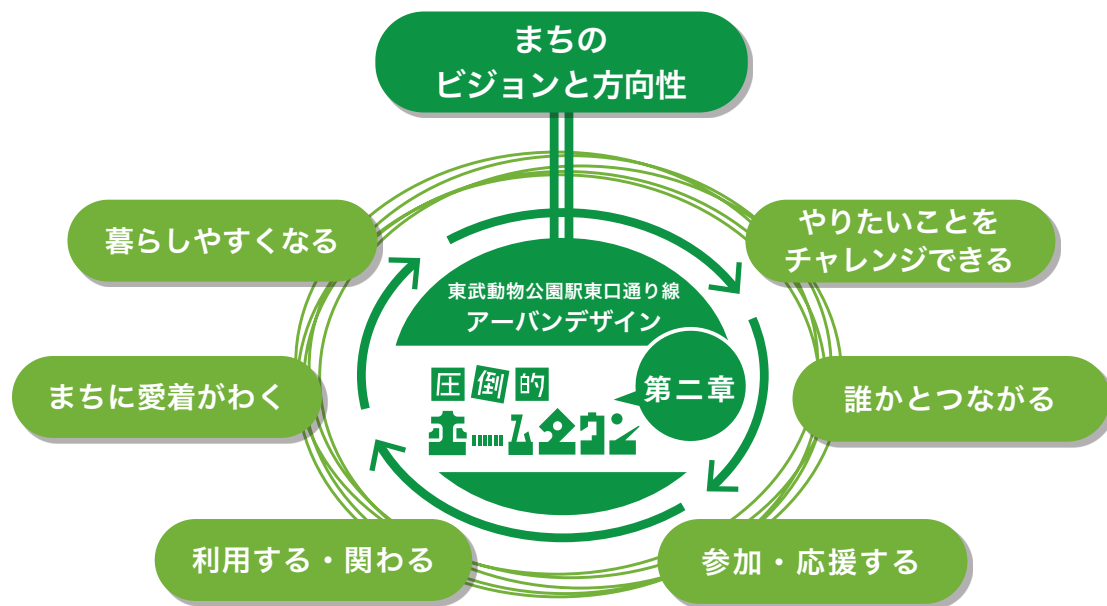 まちの
ビジョンと方向性
やりたいことを
チャレンジできる
誰かとつながる
参加・応援する
利用する・関わる
まちに愛着がわく
暮らしやすくなる
東武動物公園駅東口通り線
アーバンデザイン
圧倒的
ホームタウン
第二章